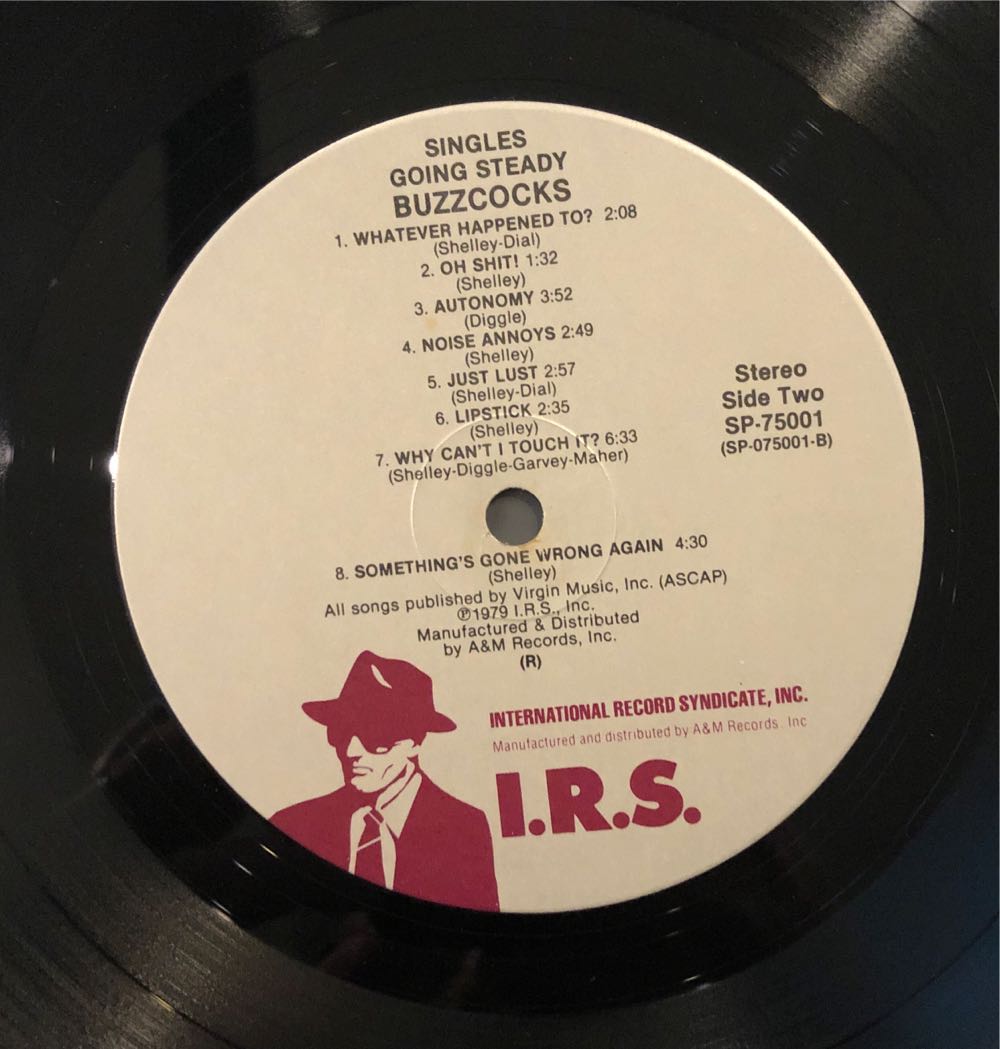 SINGLES
GOING STEADY
BUZZCOCKS
1. WHATEVER HAPPENED TO? 2:08
(Shelley-Dial)
2. OH SHIT! 1:32
(Shelley)
3. AUTONOMY 3:52
(Diggle)
4. NOISE ANNOYS 2:49
(Shelley)
5. JUST LUST 2:57
(Shelley-Dial)
6. LIPSTICK 2:35
(Shelley)
7. WHY CAN'T I TOUCH IT? 6:33
(Shelley-Diggle-Garvey-Maher)
Stereo
Side Two
SP-75001
(SP-075001-B)
8. SOMETHING'S GONE WRONG AGAIN 4:30
(Shelley)
All songs published by Virgin Music, Inc. (ASCAP)
℗1979 I.R.S., Inc.
Manufactured & Distributed
by A&M Records, Inc.
(R)
INTERNATIONAL RECORD SYNDICATE, INC.
Manufactured and distributed by A&M Records. Inc
I.R.S.